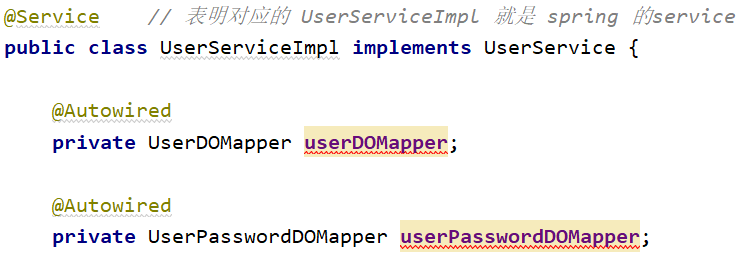 @Service // 表明对应的 UserServiceImpl 就是 spring 的service
public class UserServiceImpl implements UserService {
@Autowired
private UserDOMapper userDOMapper;
@Autowired
private UserPasswordDOMapper userPasswordDOMapper;